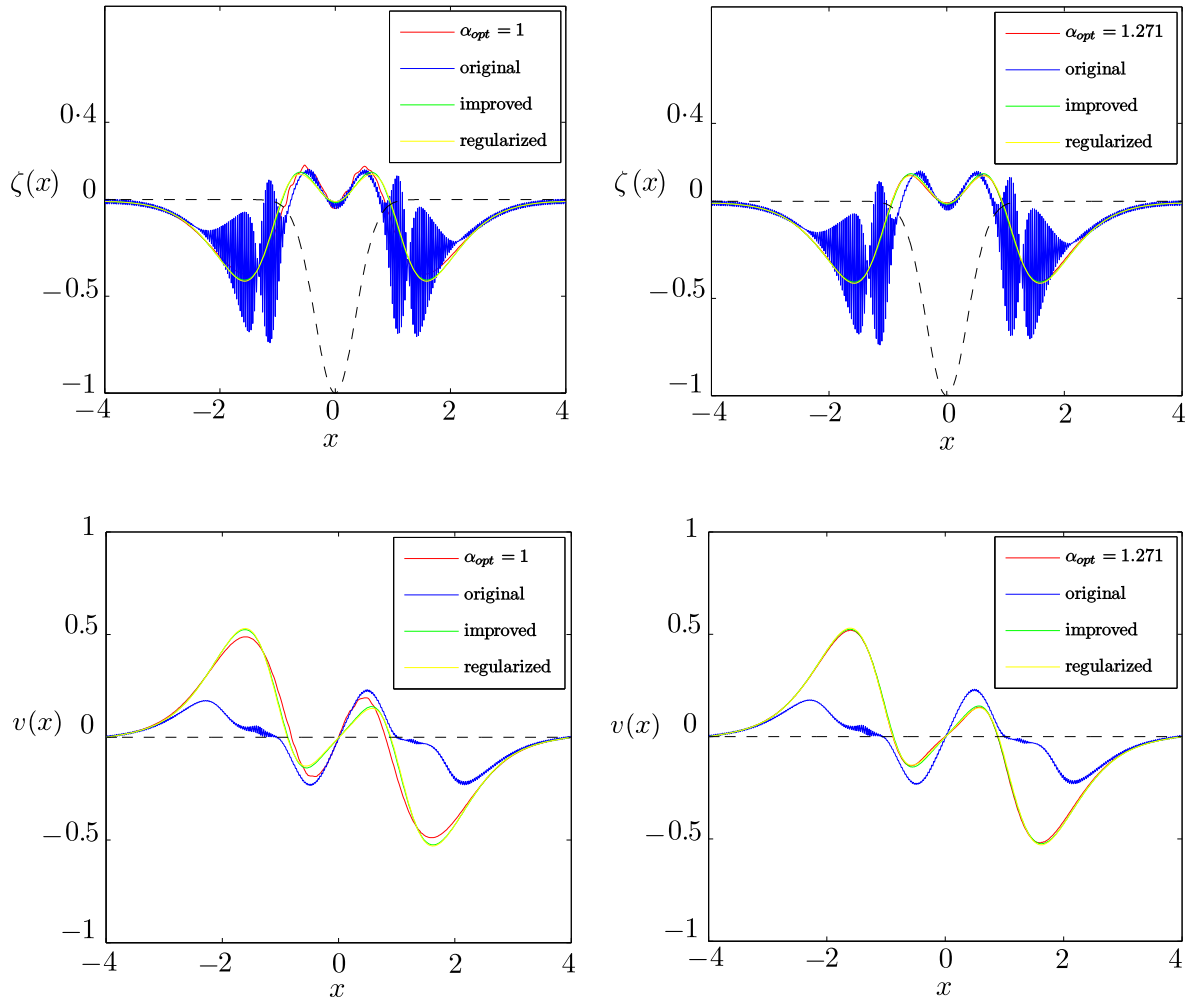 α_opt = 1
original
improved
regularized
0·4
0
−0.5
−1
ζ(x)
−4
−2
0
2
4
x
α_opt = 1.271
original
improved
regularized
0·4
0
−0.5
−1
ζ(x)
−4
−2
0
2
4
x
α_opt = 1
original
improved
regularized
1
0.5
0
−0.5
−1
v(x)
−4
−2
0
2
4
x
α_opt = 1.271
original
improved
regularized
1
0.5
0
−0.5
−1
v(x)
−4
−2
0
2
4
x